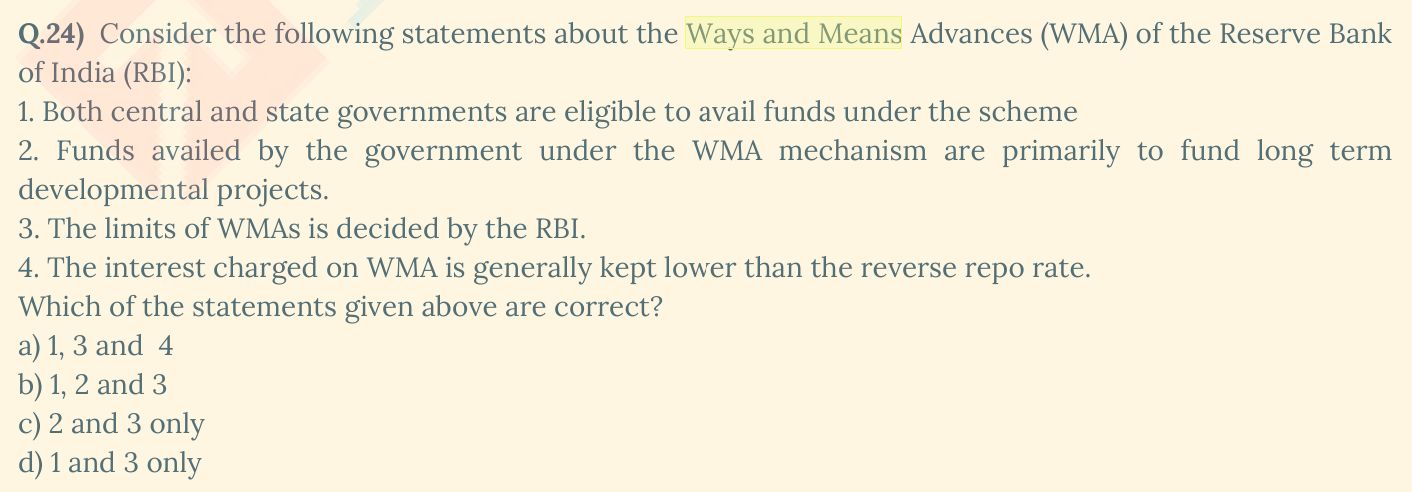 Q.24) Consider the following statements about the Ways and Means Advances (WMA) of the Reserve Bank
of India (RBI):
1. Both central and state governments are eligible to avail funds under the scheme
2. Funds availed by the government under the WMA mechanism are primarily to fund long term
developmental projects.
3. The limits of WMAs is decided by the RBI.
4. The interest charged on WMA is generally kept lower than the reverse repo rate.
Which of the statements given above are correct?
a) 1, 3 and 4
b) 1, 2 and 3
c) 2 and 3 only
d) 1 and 3 only